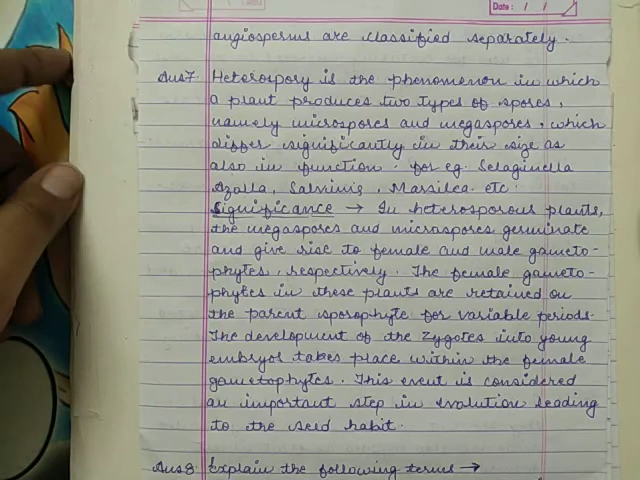 Date: / /
angiosperms are classified separately.
Ans7. Heterospory is the phenomenon in which
a plant produces two types of spores,
namely microspores and megaspores, which
differ significantly in their size as
also in function. for eg. Selaginella
Azolla, Salvinis, Marsilea etc.
Significance → In heterosporous plants,
the megaspores and microspores germinate
and give rise to female and male gameto-
phytes, respectively. The female gameto-
phytes in these plants are retained on
the parent sporophyte for variable periods.
The development of the zygotes into young
embryos takes place within the female
gametophytes. This event is considered
an important step in evolution leading
to the seed habit.
Ans8. Explain the following terms →